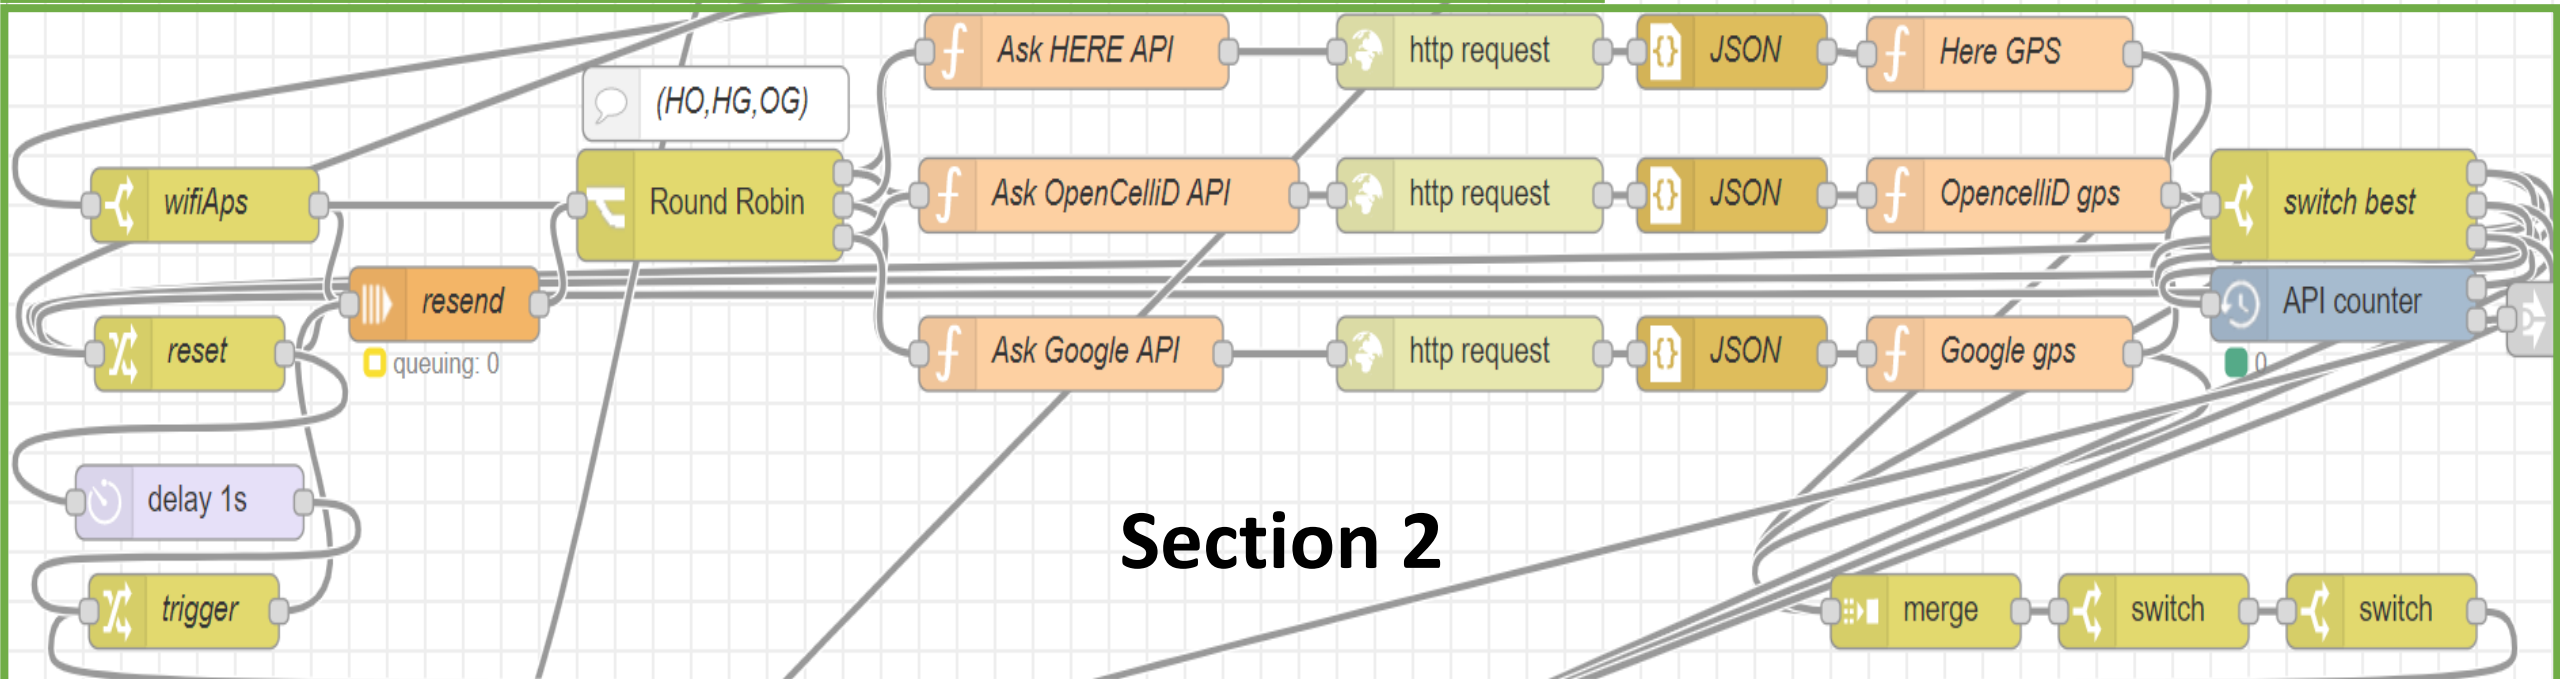 Ask HERE API
http request
JSON
Here GPS
(HO,HG,OG)
wifiAps
Round Robin
Ask OpenCelliD API
http request
JSON
OpencelliD gps
switch best
resend
API counter
queuing: 0
0
reset
Ask Google API
http request
JSON
Google gps
delay 1s
Section 2
trigger
merge
switch
switch